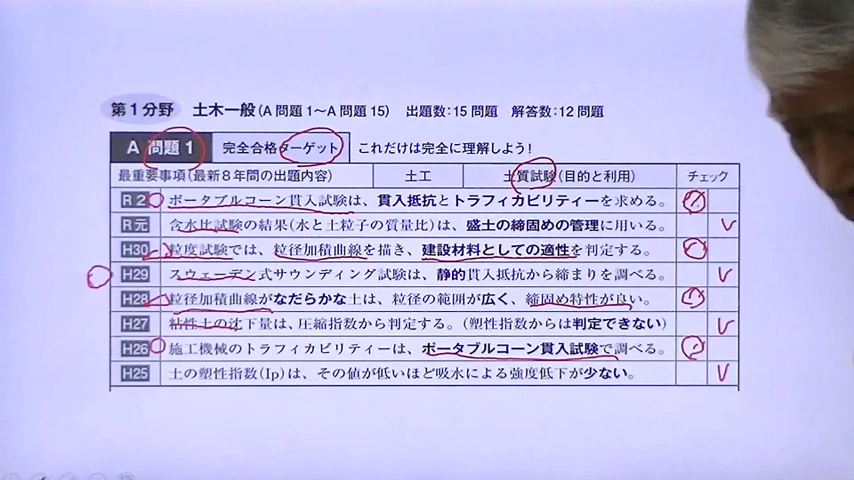 第1分野 土木一般(A問題1〜A問題15) 出題数:15問題 解答数:12問題
A 問題1 完全合格ターゲット これだけは完全に理解しよう!
最重要事項(最新8年間の出題内容) 土工 土質試験(目的と利用) チェック
R2 ポータブルコーン貫入試験は、貫入抵抗とトラフィカビリティーを求める。
R元 含水比試験の結果(水と土粒子の質量比)は、盛土の締固めの管理に用いる。
H30 粒度試験では、粒径加積曲線を描き、建設材料としての適性を判定する。
H29 スウェーデン式サウンディング試験は、静的貫入抵抗から締まりを調べる。
H28 粒径加積曲線がなだらかな土は、粒径の範囲が広く、締固め特性が良い。
H27 粘性土の沈下量は、圧縮指数から判定する。(塑性指数からは判定できない)
H26 施工機械のトラフィカビリティーは、ポータブルコーン貫入試験で調べる。
H25 土の塑性指数(Ip)は、その値が低いほど吸水による強度低下が少ない。